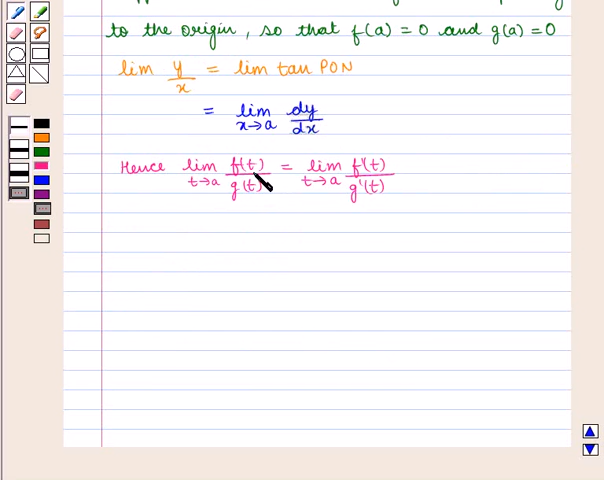 to the origin, so that f(a) = 0 and g(a) = 0
lim y/x = lim tan PON
= lim x→a dy/dx
Hence lim t→a f(t)/g(t) = lim t→a f'(t)/g'(t)